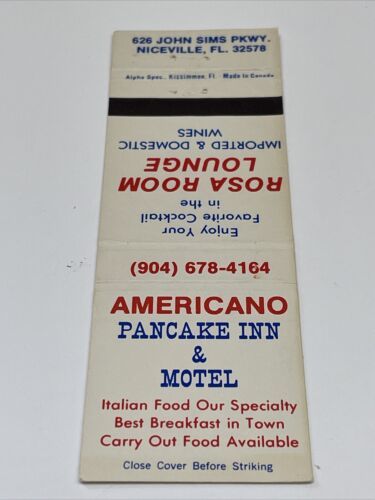 626 JOHN SIMS PKWY.
NICEVILLE, FL. 32578
Alpha Spec., Kissimmee, Fl. Made in Canada
Enjoy Your
Favorite Cocktail
in the
ROSA ROOM
LOUNGE
IMPORTED & DOMESTIC
WINES
(904) 678-4164
AMERICANO
PANCAKE INN
&
MOTEL
Italian Food Our Specialty
Best Breakfast in Town
Carry Out Food Available
Close Cover Before Striking